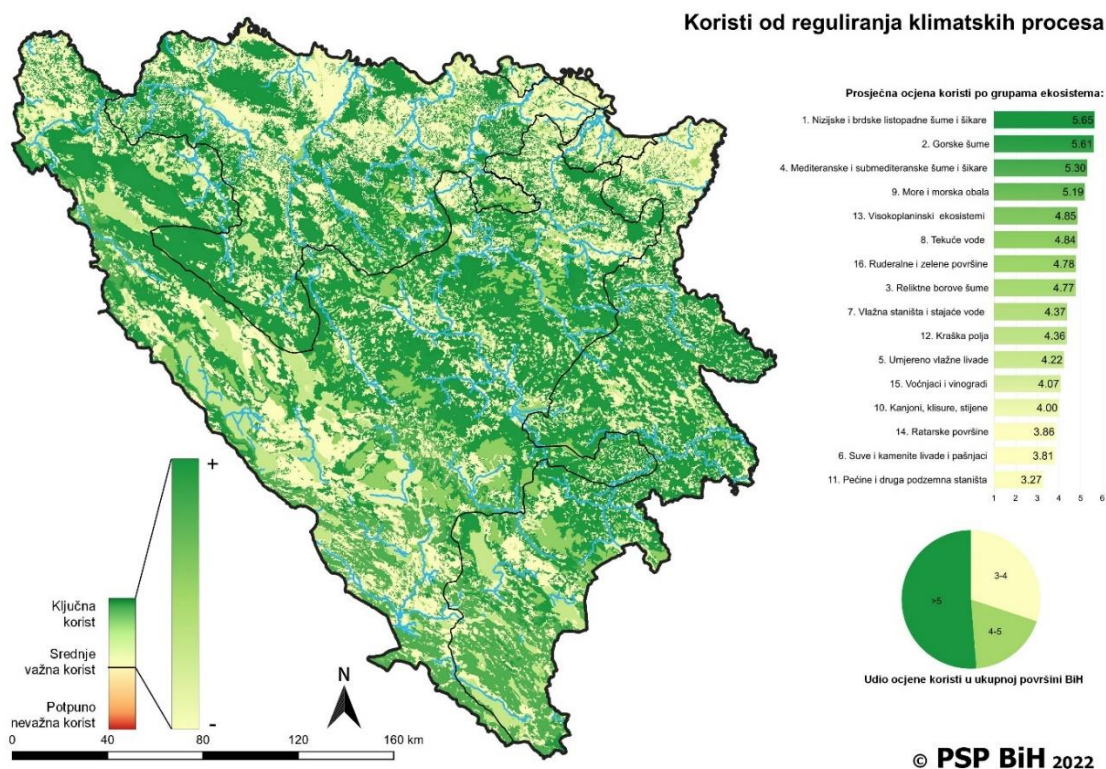 Koristi od reguliranja klimatskih procesa
Prosječna ocjena koristi po grupama ekosistema:
1. Nizijske i brdske listopadne šume i šikare 5.65
2. Gorske šume 5.61
4. Mediteranske i submediteranske šume i šikare 5.30
9. More i morska obala 5.19
13. Visokoplaninski ekosistemi 4.85
8. Tekuće vode 4.84
16. Ruderalne i zelene površine 4.78
3. Reliktne borove šume 4.77
7. Vlažna staništa i stajaće vode 4.37
12. Kraška polja 4.36
5. Umjereno vlažne livade 4.22
15. Voćnjaci i vinogradi 4.07
10. Kanjoni, klisure, stijene 4.00
14. Ratarske površine 3.86
6. Suve i kamenite livade i pašnjaci 3.81
11. Pećine i druga podzemna staništa 3.27
1 2 3 4 5 6
3-4
>5
4-5
Udio ocjene koristi u ukupnoj površini BiH
+
Ključna
korist
Srednje
važna korist
Potpuno
nevažna korist
-
N
0 40 80 120 160 km
© PSP BiH 2022